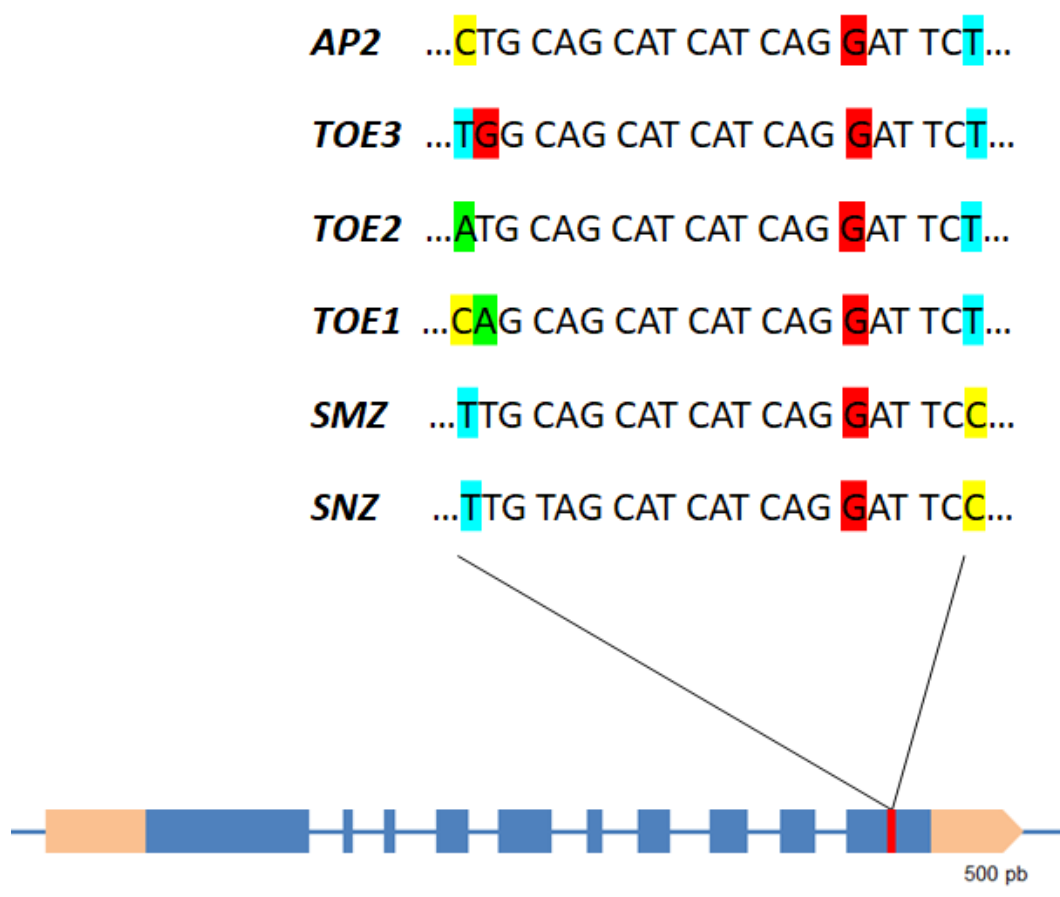 AP2 ...CTG CAG CAT CAT CAG GAT TCT...
TOE3 ...TGG CAG CAT CAT CAG GAT TCT...
TOE2 ...ATG CAG CAT CAT CAG GAT TCT...
TOE1 ...CAG CAG CAT CAT CAG GAT TCT...
SMZ ...TTG CAG CAT CAT CAG GAT TCC...
SNZ ...TTG TAG CAT CAT CAG GAT TCC...
500 pb